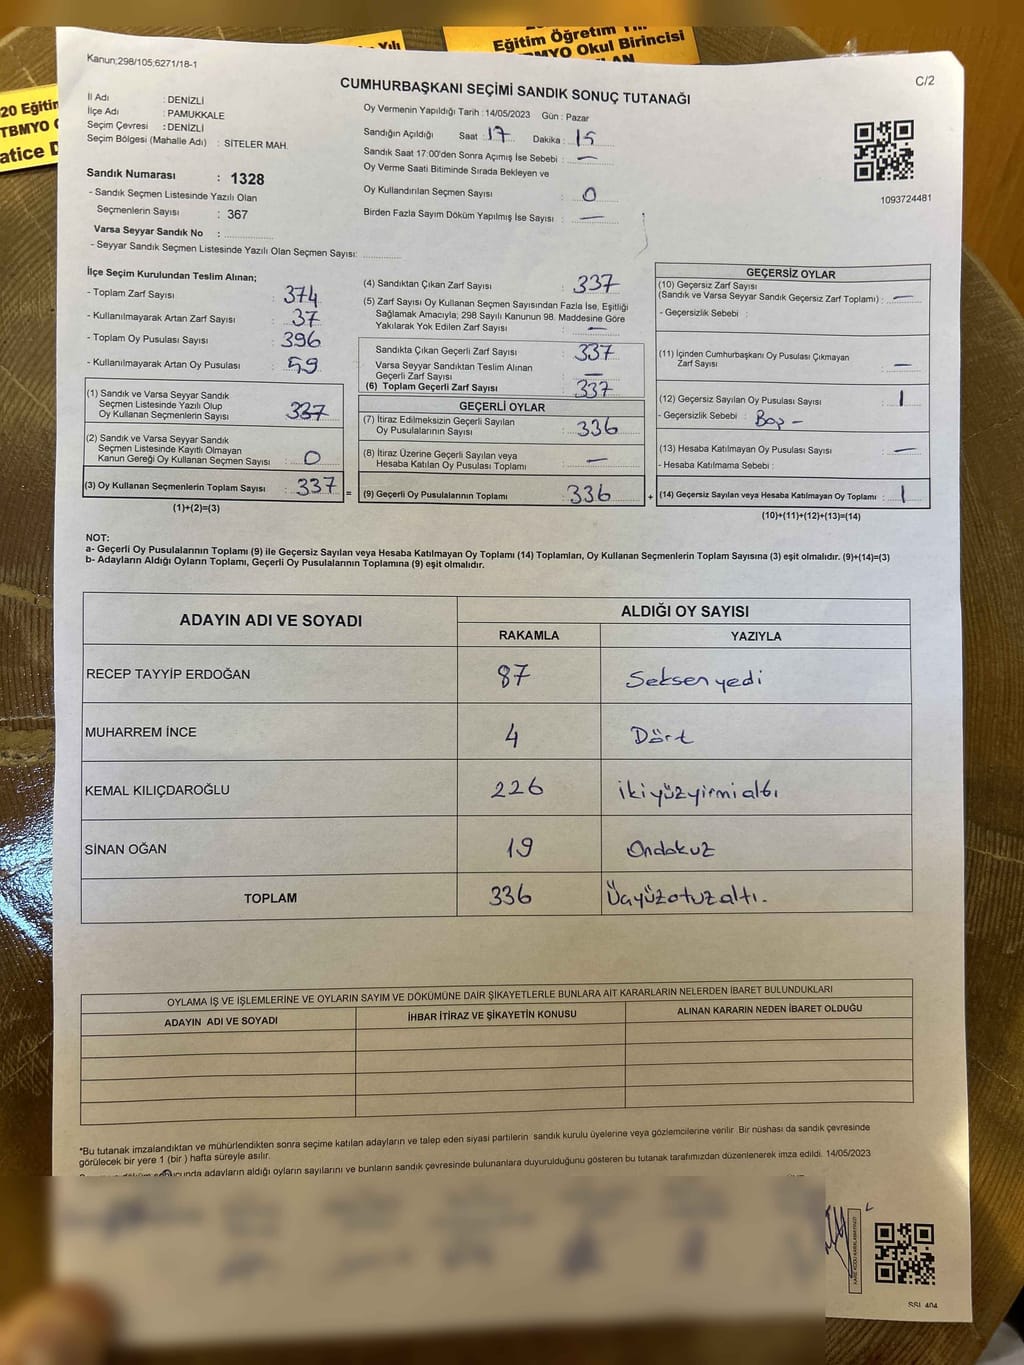 Yılı
Eğitim Öğretim Yılı
TBMYO Okul Birincisi
20 Eğitim
TBMYO
atice
Kanun;298/105;6271/18-1
C/2
CUMHURBAŞKANI SEÇİMİ SANDIK SONUÇ TUTANAĞI
İl Adı : DENİZLİ
İlçe Adı : PAMUKKALE
Seçim Çevresi : DENİZLİ
Seçim Bölgesi (Mahalle Adı) : SİTELER MAH.
Sandık Numarası : 1328
- Sandık Seçmen Listesinde Yazılı Olan
Seçmenlerin Sayısı : 367
Varsa Seyyar Sandık No :
- Seyyar Sandık Seçmen Listesinde Yazılı Olan Seçmen Sayısı:
Oy Vermenin Yapıldığı Tarih : 14/05/2023 Gün : Pazar
Sandığın Açıldığı Saat : 17 Dakika : 15
Sandık Saat 17:00'den Sonra Açımış İse Sebebi : —
Oy Verme Saati Bitiminde Sırada Bekleyen ve
Oy Kullandırılan Seçmen Sayısı : 0
Birden Fazla Sayım Döküm Yapılmış İse Sayısı : —
1093724481
İlçe Seçim Kurulundan Teslim Alınan;
- Toplam Zarf Sayısı : 374
- Kullanılmayarak Artan Zarf Sayısı : 37
- Toplam Oy Pusulası Sayısı : 396
- Kullanılmayarak Artan Oy Pusulası : 59
(1) Sandık ve Varsa Seyyar Sandık
Seçmen Listesinde Yazılı Olup
Oy Kullanan Seçmenlerin Sayısı : 337
(2) Sandık ve Varsa Seyyar Sandık
Seçmen Listesinde Kayıtlı Olmayan
Kanun Gereği Oy Kullanan Seçmen Sayısı : 0
(3) Oy Kullanan Seçmenlerin Toplam Sayısı : 337 =
(1)+(2)=(3)
(4) Sandıktan Çıkan Zarf Sayısı : 337
(5) Zarf Sayısı Oy Kullanan Seçmen Sayısından Fazla İse, Eşitliği
Sağlamak Amacıyla; 298 Sayılı Kanunun 98. Maddesine Göre
Yakılarak Yok Edilen Zarf Sayısı : —
Sandıkta Çıkan Geçerli Zarf Sayısı : 337
Varsa Seyyar Sandıktan Teslim Alınan
Geçerli Zarf Sayısı : —
(6) Toplam Geçerli Zarf Sayısı : 337
GEÇERLİ OYLAR
(7) İtiraz Edilmeksizin Geçerli Sayılan
Oy Pusulalarının Sayısı : 336
(8) İtiraz Üzerine Geçerli Sayılan veya
Hesaba Katılan Oy Pusulası Toplamı : —
(9) Geçerli Oy Pusulalarının Toplamı : 336 +
GEÇERSİZ OYLAR
(10) Geçersiz Zarf Sayısı
(Sandık ve Varsa Seyyar Sandık Geçersiz Zarf Toplamı) : —
- Geçersizlik Sebebi :
(11) İçinden Cumhurbaşkanı Oy Pusulası Çıkmayan
Zarf Sayısı : —
(12) Geçersiz Sayılan Oy Pusulası Sayısı : 1
- Geçersizlik Sebebi : Boş -
(13) Hesaba Katılmayan Oy Pusulası Sayısı : —
- Hesaba Katılmama Sebebi :
(14) Geçersiz Sayılan veya Hesaba Katılmayan Oy Toplamı : 1
(10)+(11)+(12)+(13)=(14)
NOT:
a- Geçerli Oy Pusulalarının Toplamı (9) ile Geçersiz Sayılan veya Hesaba Katılmayan Oy Toplamı (14) Toplamları, Oy Kullanan Seçmenlerin Toplam Sayısına (3) eşit olmalıdır. (9)+(14)=(3)
b- Adayların Aldığı Oyların Toplamı, Geçerli Oy Pusulalarının Toplamına (9) eşit olmalıdır.
ADAYIN ADI VE SOYADI ALDIĞI OY SAYISI
RAKAMLA YAZIYLA
RECEP TAYYİP ERDOĞAN 87 Seksen yedi
MUHARREM İNCE 4 Dört
KEMAL KILIÇDAROĞLU 226 ikiyüzyirmialtı
SİNAN OĞAN 19 Ondokuz
TOPLAM 336 Üçyüzotuzaltı.
OYLAMA İŞ VE İŞLEMLERİNE VE OYLARIN SAYIM VE DÖKÜMÜNE DAİR ŞİKAYETLERLE BUNLARA AİT KARARLARIN NELERDEN İBARET BULUNDUKLARI
ADAYIN ADI VE SOYADI İHBAR İTİRAZ VE ŞİKAYETİN KONUSU ALINAN KARARIN NEDEN İBARET OLDUĞU
*Bu tutanak imzalandıktan ve mühürlendikten sonra seçime katılan adayların ve talep eden siyasi partilerin sandık kurulu üyelerine veya gözlemcilerine verilir. Bir nüshası da sandık çevresinde
görülecek bir yere 1 (bir ) hafta süreyle asılır.
adayların aldığı oyların sayılarını ve bunların sandık çevresinde bulunanlara duyurulduğunu gösteren bu tutanak tarafımızdan düzenlenerek imza edildi. 14/05/2023